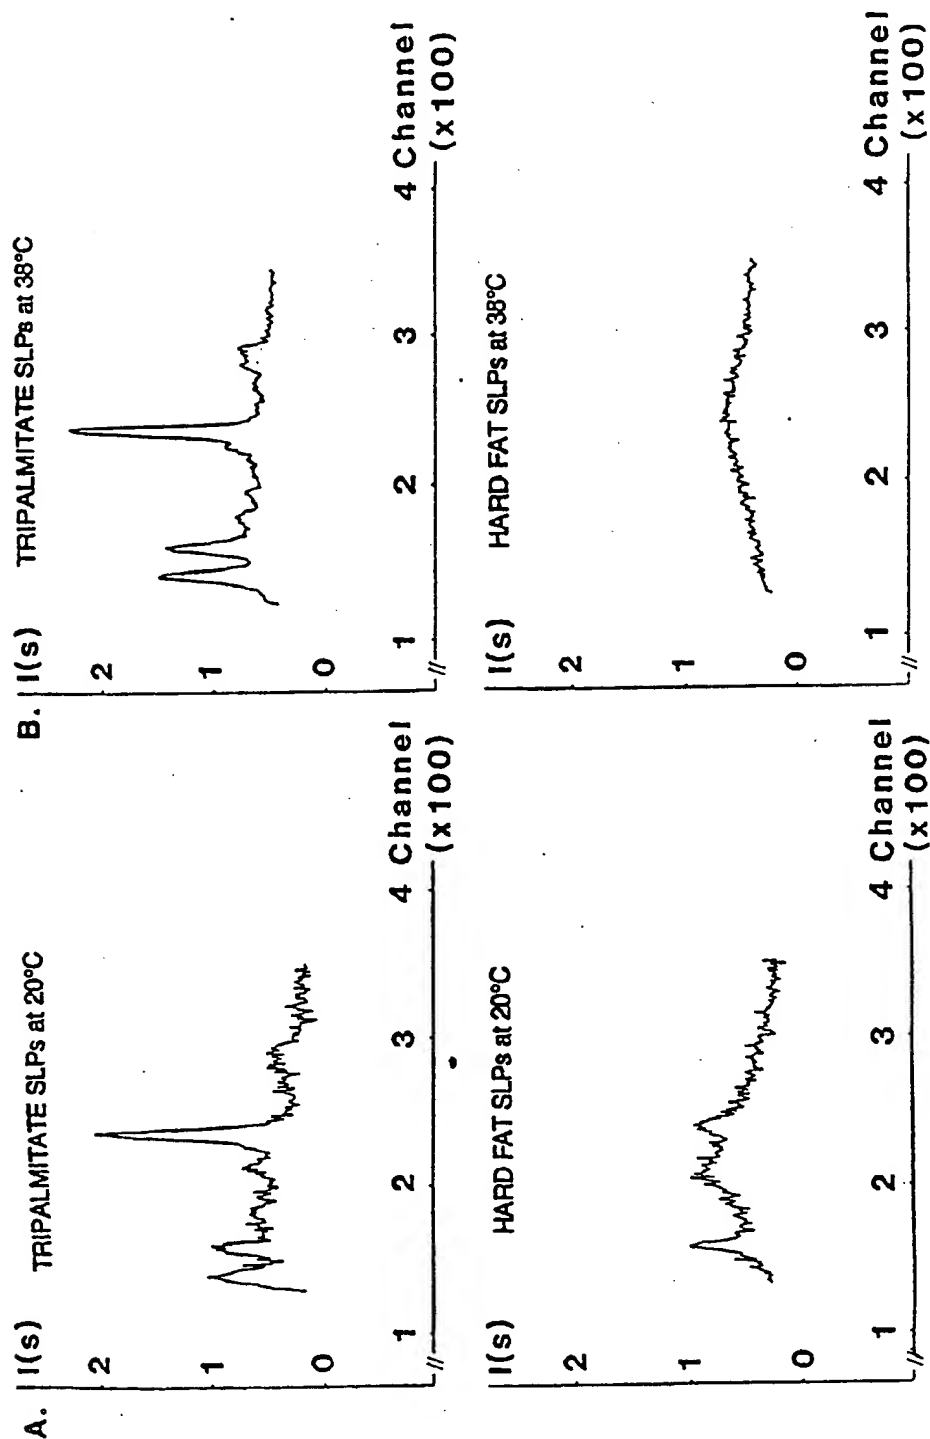 A. I(s)
TRIPALMITATE SLPs at 20°C
2
1
0
1 2 3 4 Channel
(x100)
HARD FAT SLPs at 20°C
2
1
0
1 2 3 4 Channel
(x100)
B. I(s)
TRIPALMITATE SLPs at 38°C
2
1
0
1 2 3 4 Channel
(x100)
I(s)
HARD FAT SLPs at 38°C
2
1
0
1 2 3 4 Channel
(x100)